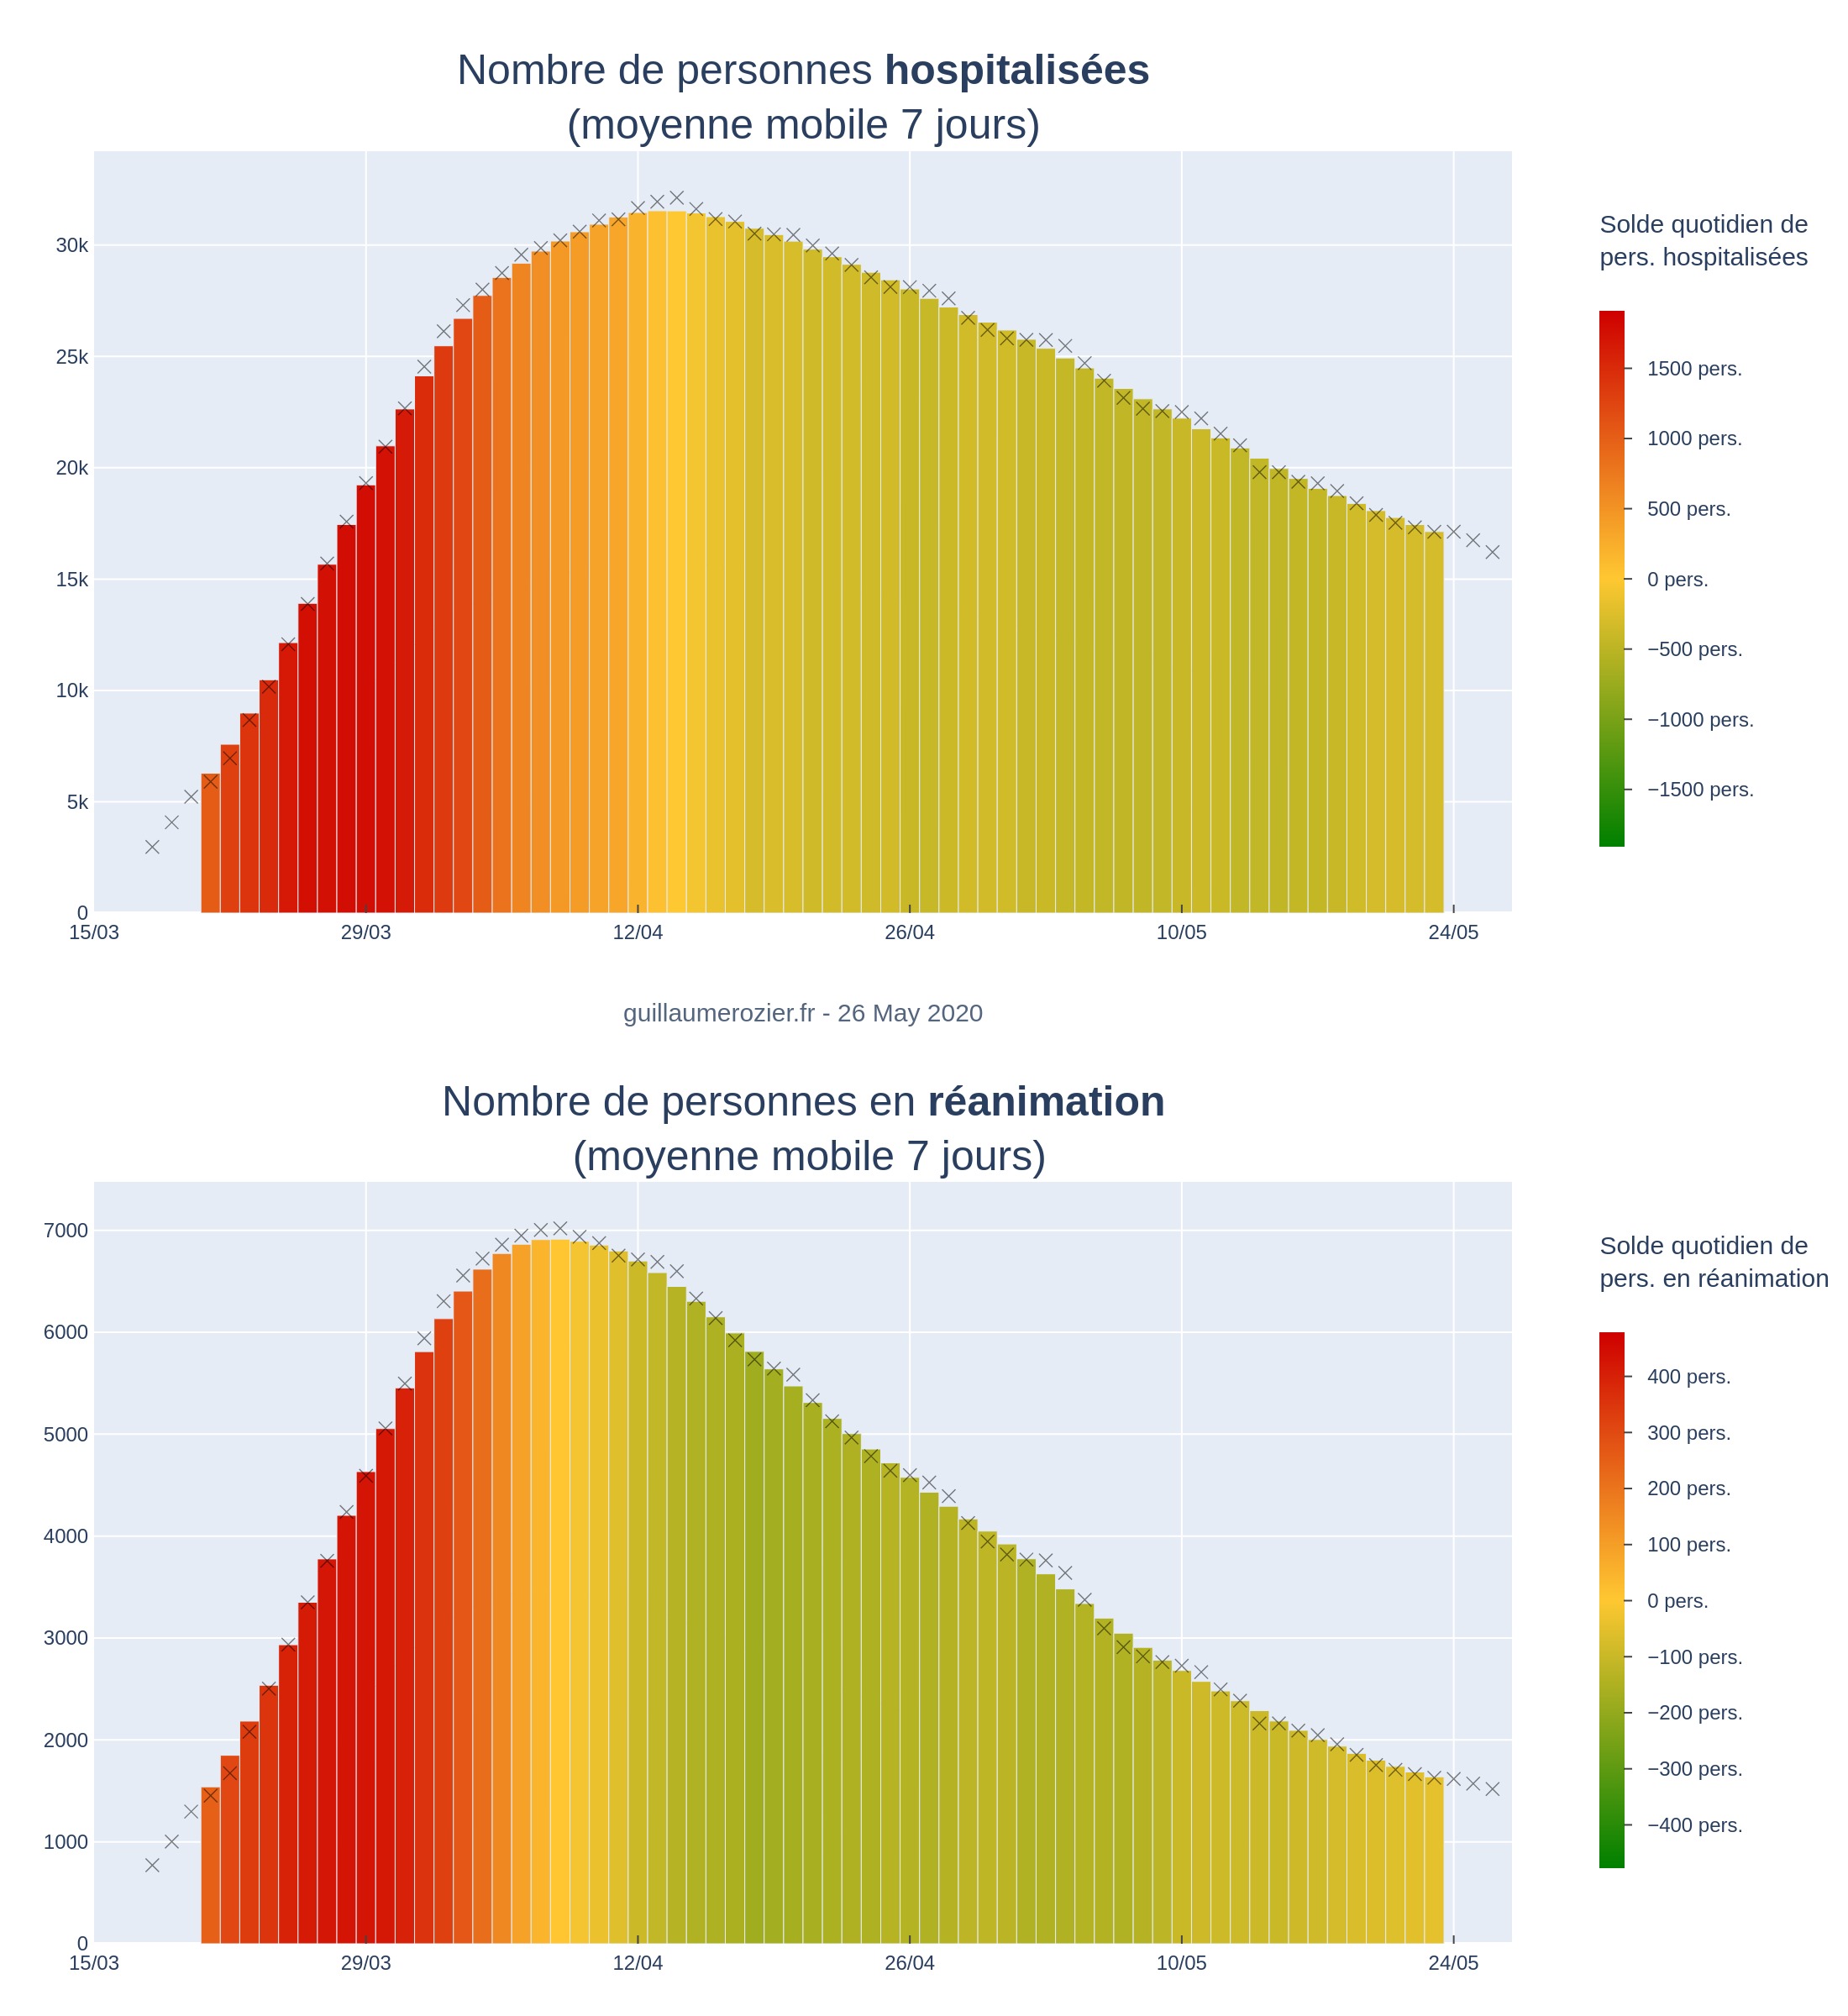 Nombre de personnes hospitalisées
(moyenne mobile 7 jours)
Solde quotidien de
pers. hospitalisées
30k
25k
20k
15k
10k
5k
0
1500 pers.
1000 pers.
500 pers.
0 pers.
−500 pers.
−1000 pers.
−1500 pers.
15/03
29/03
12/04
26/04
10/05
24/05
guillaumerozier.fr - 26 May 2020
Nombre de personnes en réanimation
(moyenne mobile 7 jours)
Solde quotidien de
pers. en réanimation
7000
6000
5000
4000
3000
2000
1000
0
400 pers.
300 pers.
200 pers.
100 pers.
0 pers.
−100 pers.
−200 pers.
−300 pers.
−400 pers.
15/03
29/03
12/04
26/04
10/05
24/05